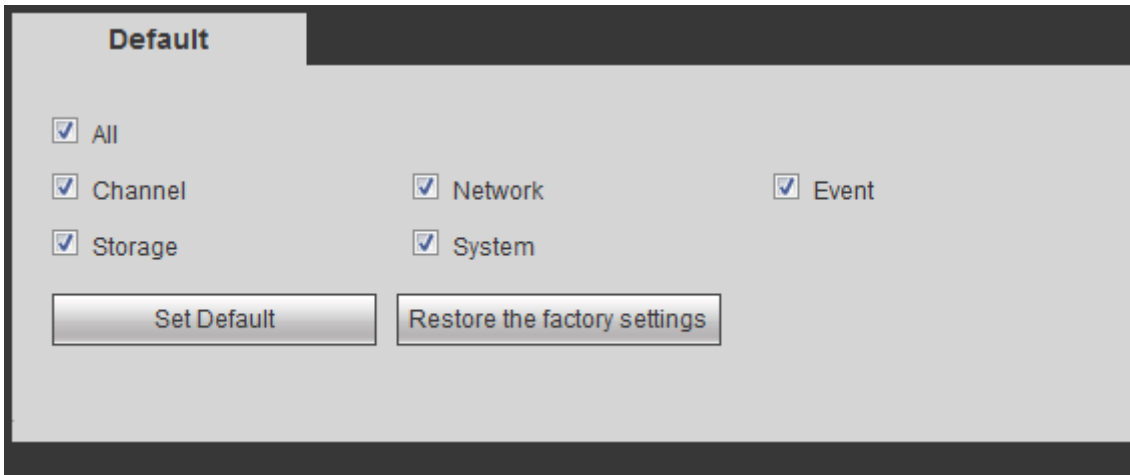 Default
All
Channel Network Event
Storage System
Set Default Restore the factory settings